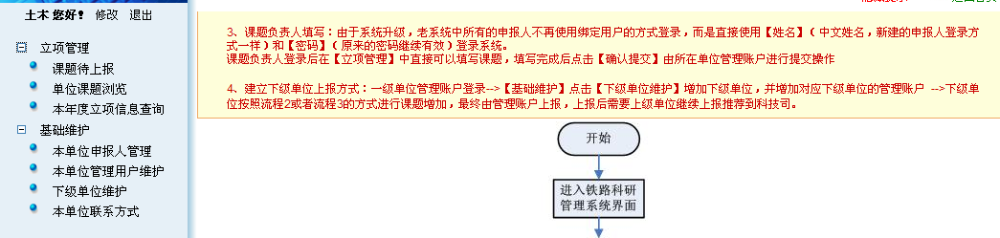 土木 您好！ 修改 退出
立项管理
课题待上报
单位课题浏览
本年度立项信息查询
基础维护
本单位申报人管理
本单位管理用户维护
下级单位维护
本单位联系方式
3、课题负责人填写：由于系统升级，老系统中所有的申报人不再使用绑定用户的方式登录，而是直接使用【姓名】（中文姓名，新建的申报人登录方
式一样）和【密码】（原来的密码继续有效）登录系统。
课题负责人登录后在【立项管理】中直接可以填写课题，填写完成后点击【确认提交】由所在单位管理账户进行提交操作
4、建立下级单位上报方式：一级单位管理账户登录-->【基础维护】点击【下级单位维护】增加下级单位，并增加对应下级单位的管理账户 -->下级单
位按照流程2或者流程3的方式进行课题增加，最终由管理账户上报，上报后需要上级单位继续上报推荐到科技司。
开始
进入铁路科研
管理系统界面